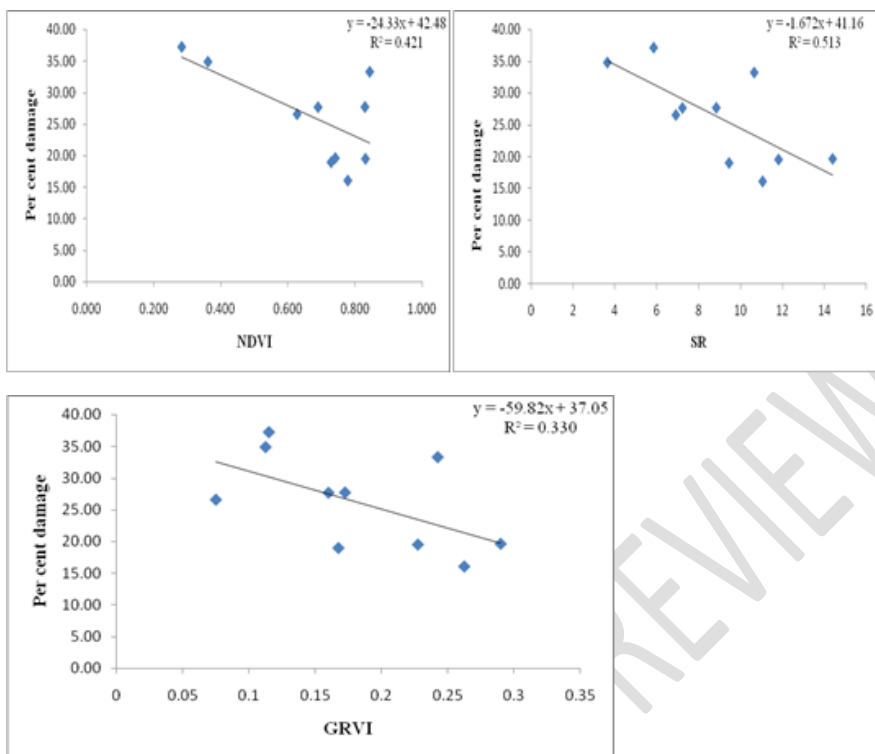 y = -24.33x + 42.48
R² = 0.421
40.00
35.00
30.00
25.00
20.00
15.00
10.00
5.00
0.00
Per cent damage
0.000 0.200 0.400 0.600 0.800 1.000
NDVI
y = -1.672x + 41.16
R² = 0.513
40.00
35.00
30.00
25.00
20.00
15.00
10.00
5.00
0.00
Per cent damage
0 2 4 6 8 10 12 14 16
SR
y = -59.82x + 37.05
R² = 0.330
40.00
35.00
30.00
25.00
20.00
15.00
10.00
5.00
0.00
Per cent damage
0 0.05 0.1 0.15 0.2 0.25 0.3 0.35
GRVI
REVIEW